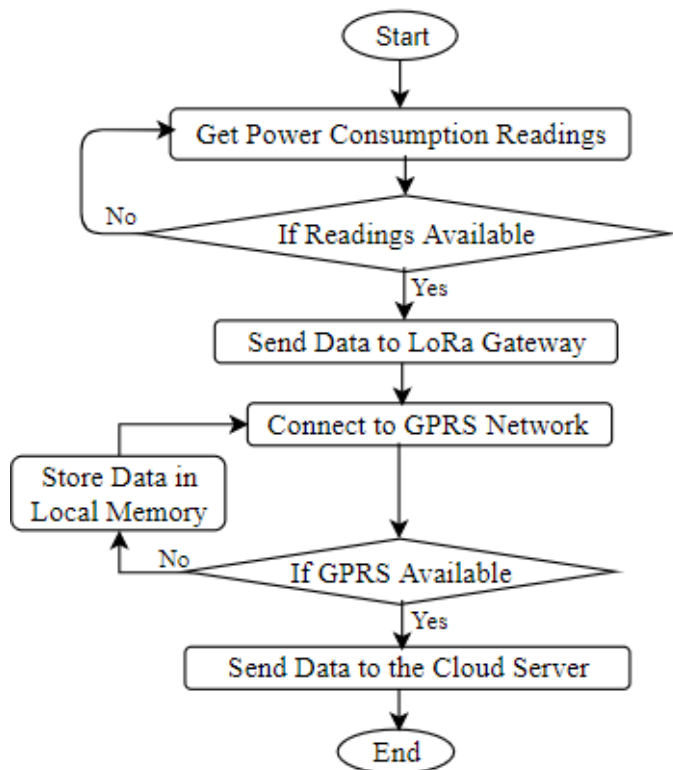 Start
Get Power Consumption Readings
No
If Readings Available
Yes
Send Data to LoRa Gateway
Connect to GPRS Network
Store Data in
Local Memory
No
If GPRS Available
Yes
Send Data to the Cloud Server
End